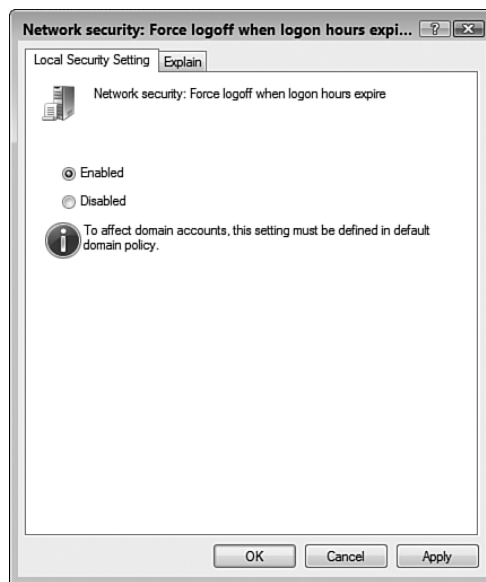 Network security: Force logoff when logon hours expi...
Local Security Setting
Explain
Network security: Force logoff when logon hours expire
Enabled
Disabled
To affect domain accounts, this setting must be defined in default
domain policy.
OK
Cancel
Apply